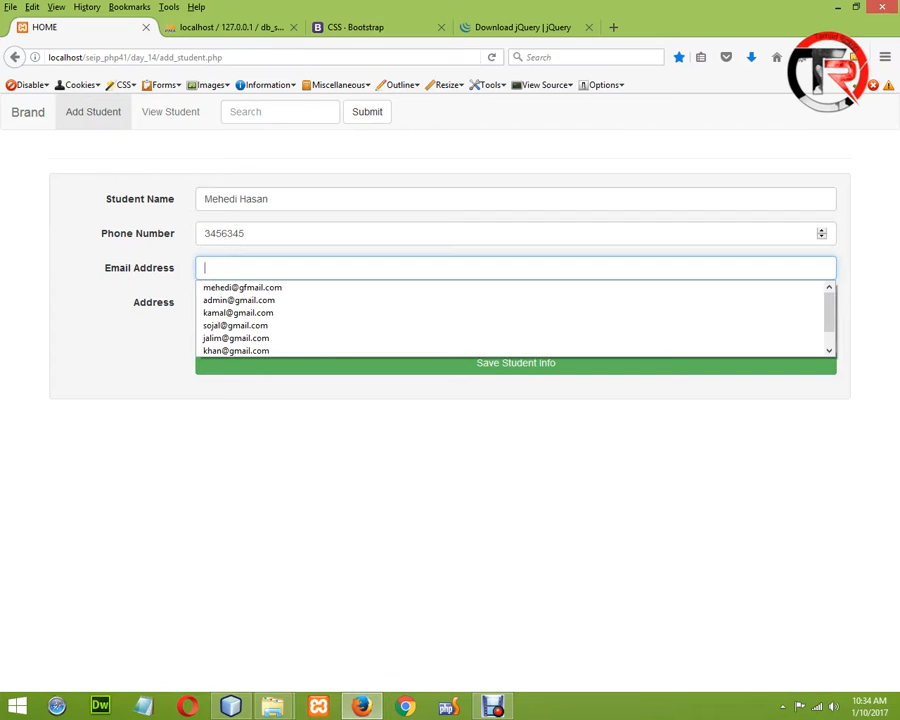 File Edit View History Bookmarks Tools Help
HOME
localhost / 127.0.0.1 / db_s...
CSS · Bootstrap
Download jQuery | jQuery
localhost/seip_php41/day_14/add_student.php
Search
Disable CSS Cookies Forms Images Information Miscellaneous Outline Resize Tools View Source Options
Brand Add Student View Student Search Submit
Student Name Mehedi Hasan
Phone Number 3456345
Email Address
mehedi@gfmail.com
admin@gmail.com
kamal@gmail.com
Address
sojal@gmail.com
jalim@gmail.com
khan@gmail.com
Save Student Info
Dw
php
10:34 AM
1/10/2017